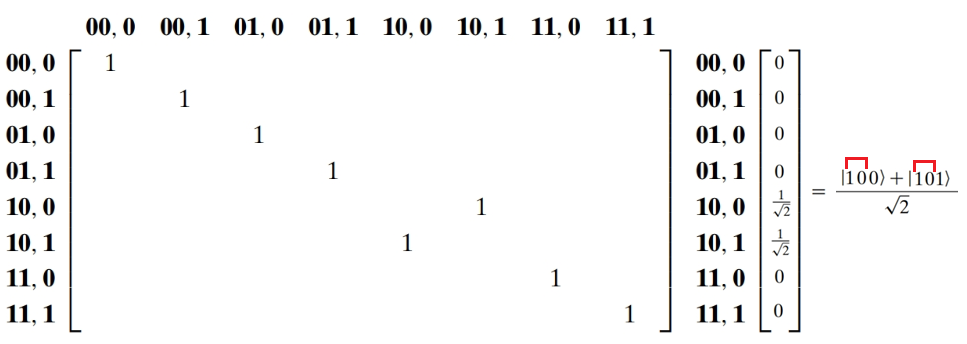 00, 0 00, 1 01, 0 01, 1 10, 0 10, 1 11, 0 11, 1
00, 0 1 00, 0 0
00, 1 1 00, 1 0
01, 0 1 01, 0 0
01, 1 1 01, 1 0
10, 0 1 10, 0 1/√2 = |100⟩+|101⟩/√2
10, 1 1 10, 1 1/√2
11, 0 1 11, 0 0
11, 1 1 11, 1 0